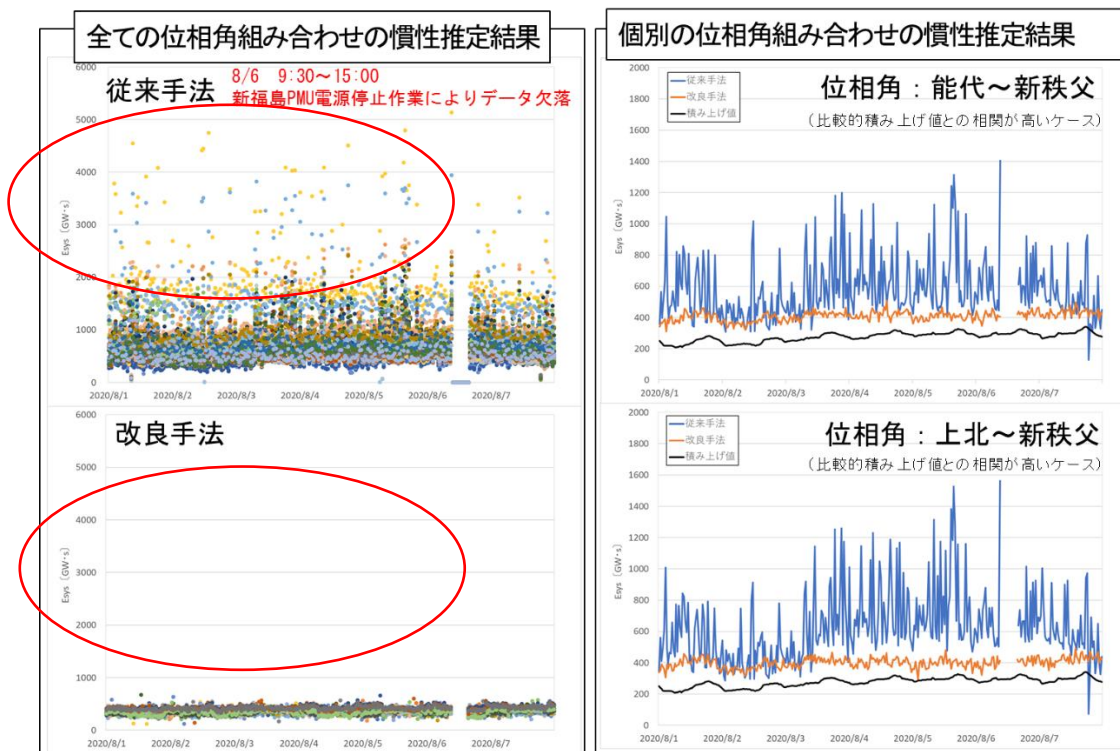 全ての位相角組み合わせの慣性推定結果
従来手法
8/6 9:30～15:00
新福島PMU電源停止作業によりデータ欠落
6000
5000
4000
3000
2000
1000
0
Esys〔GW・s〕
2020/8/1 2020/8/2 2020/8/3 2020/8/4 2020/8/5 2020/8/6 2020/8/7
改良手法
6000
5000
4000
3000
2000
1000
0
Esys〔GW・s〕
2020/8/1 2020/8/2 2020/8/3 2020/8/4 2020/8/5 2020/8/6 2020/8/7
個別の位相角組み合わせの慣性推定結果
位相角：能代～新秩父
(比較的積み上げ値との相関が高いケース)
従来手法
改良手法
積み上げ値
2000
1800
1600
1400
1200
1000
800
600
400
200
0
Esys〔GW・s〕
2020/8/1 2020/8/2 2020/8/3 2020/8/4 2020/8/5 2020/8/6 2020/8/7
位相角：上北～新秩父
(比較的積み上げ値との相関が高いケース)
従来手法
改良手法
積み上げ値
2000
1800
1600
1400
1200
1000
800
600
400
200
0
Esys〔GW・s〕
2020/8/1 2020/8/2 2020/8/3 2020/8/4 2020/8/5 2020/8/6 2020/8/7